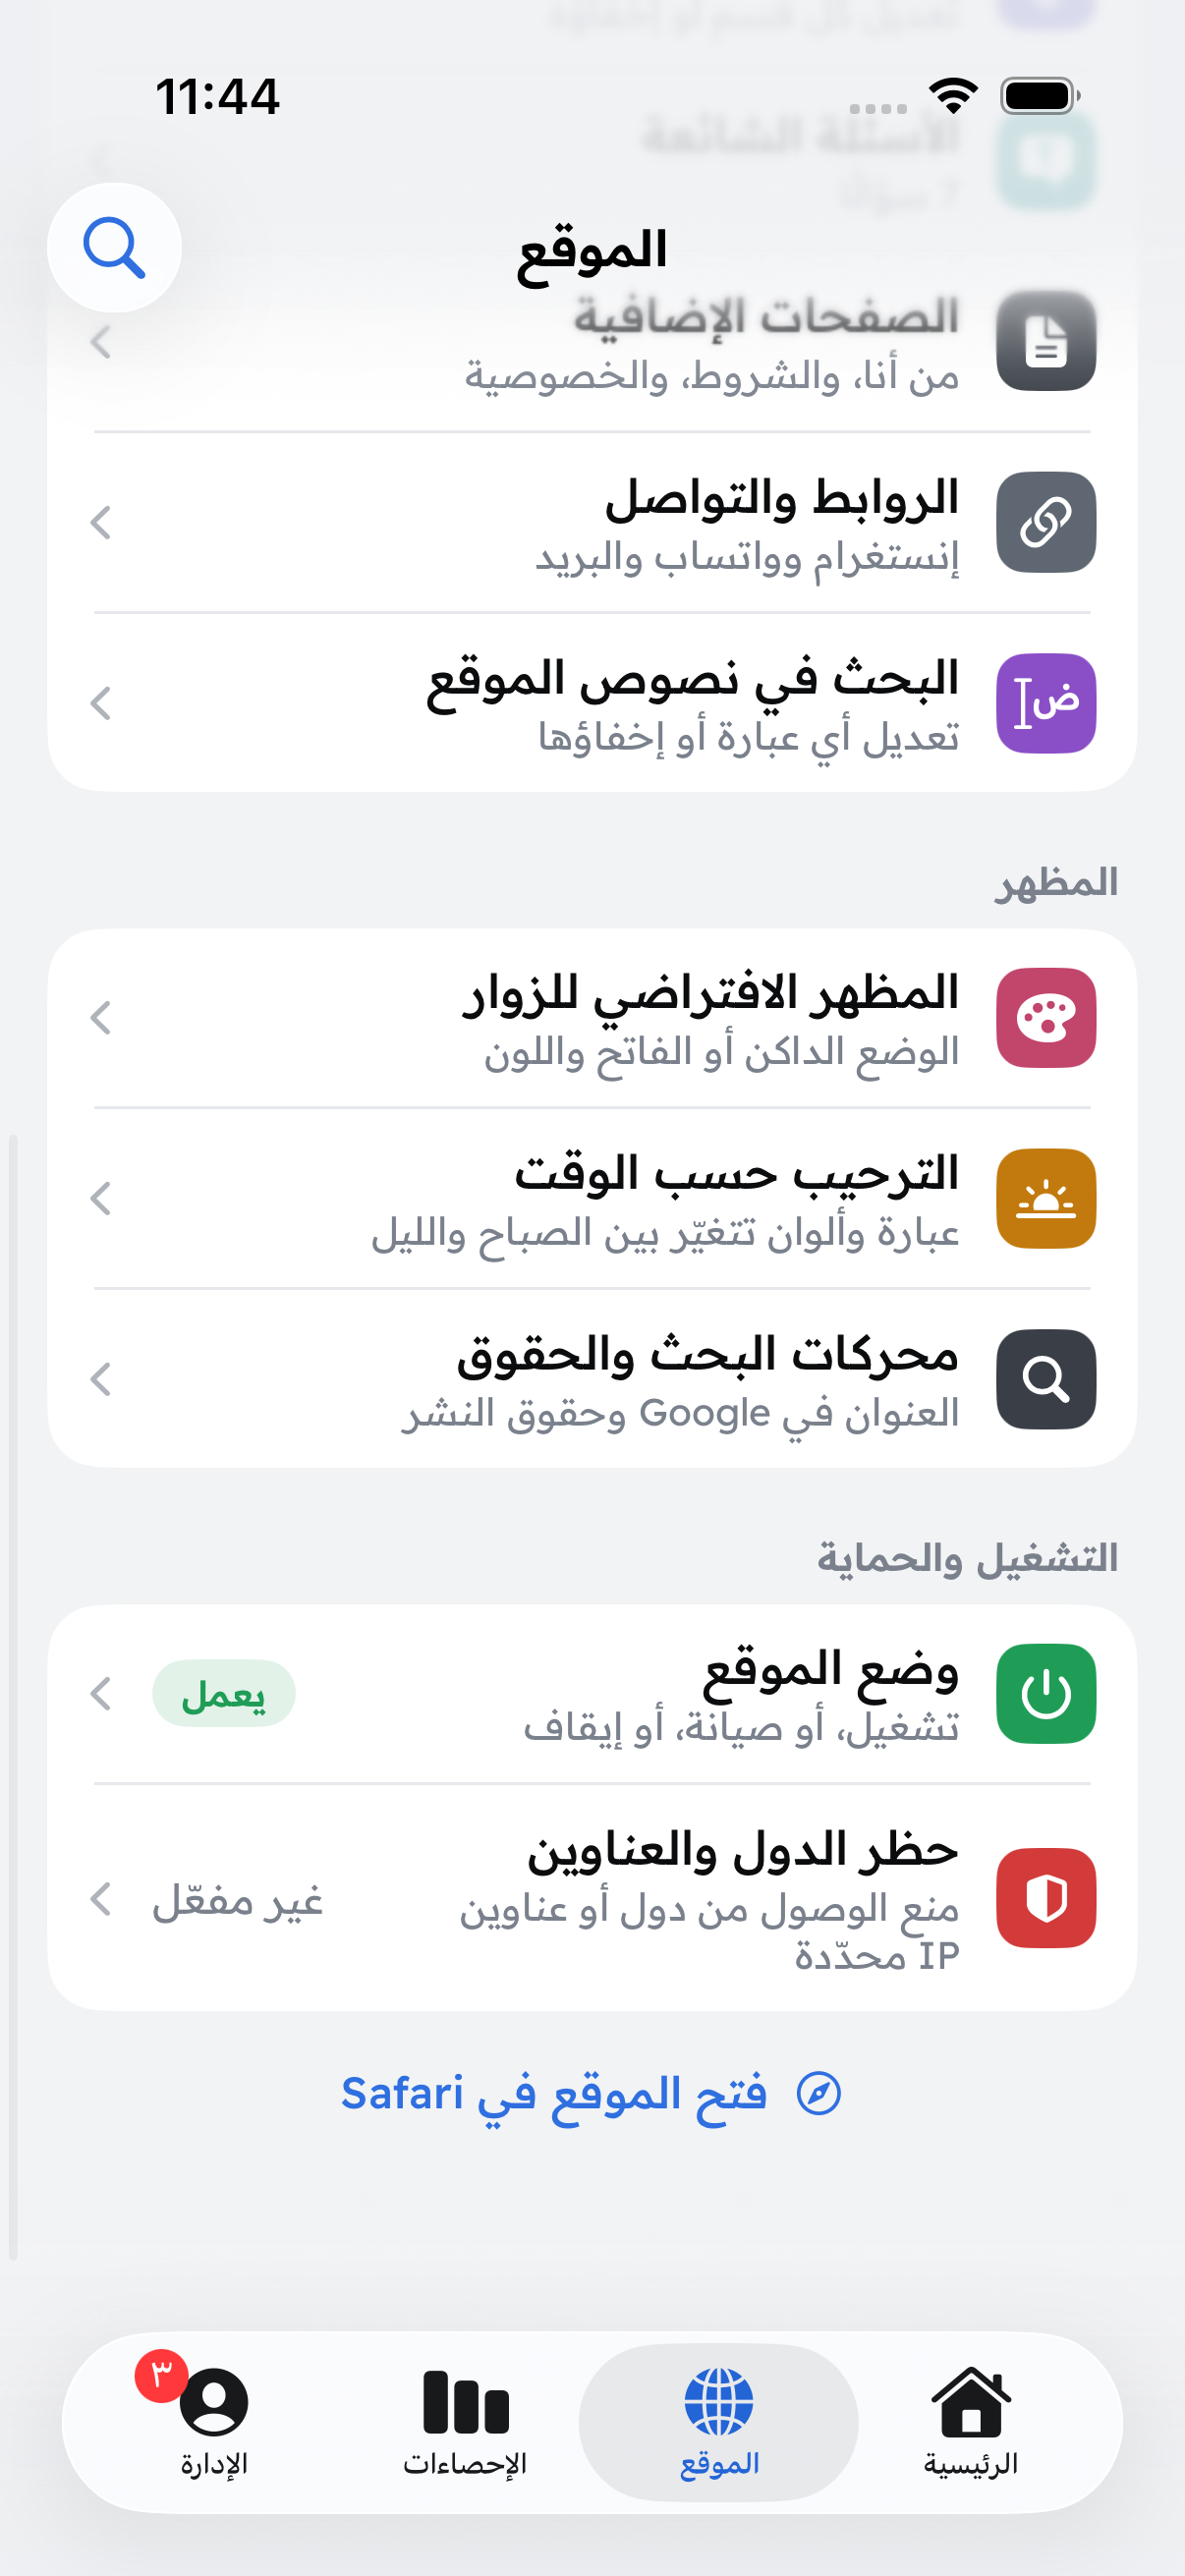 11:44
الأسئلة الشائعة
7 سؤالًا
الموقع
الصفحات الإضافية
من أنا، والشروط، والخصوصية
الروابط والتواصل
إنستغرام وواتساب والبريد
ض
البحث في نصوص الموقع
تعديل أي عبارة أو إخفاؤها
المظهر
المظهر الافتراضي للزوار
الوضع الداكن أو الفاتح واللون
الترحيب حسب الوقت
عبارة وألوان تتغيّر بين الصباح والليل
محركات البحث والحقوق
العنوان في Google وحقوق النشر
التشغيل والحماية
وضع الموقع
يعمل
تشغيل، أو صيانة، أو إيقاف
حظر الدول والعناوين
غير مفعّل
منع الوصول من دول أو عناوين
IP محدّدة
فتح الموقع في Safari
الرئيسية
الموقع
الإحصاءات
٣
الإدارة